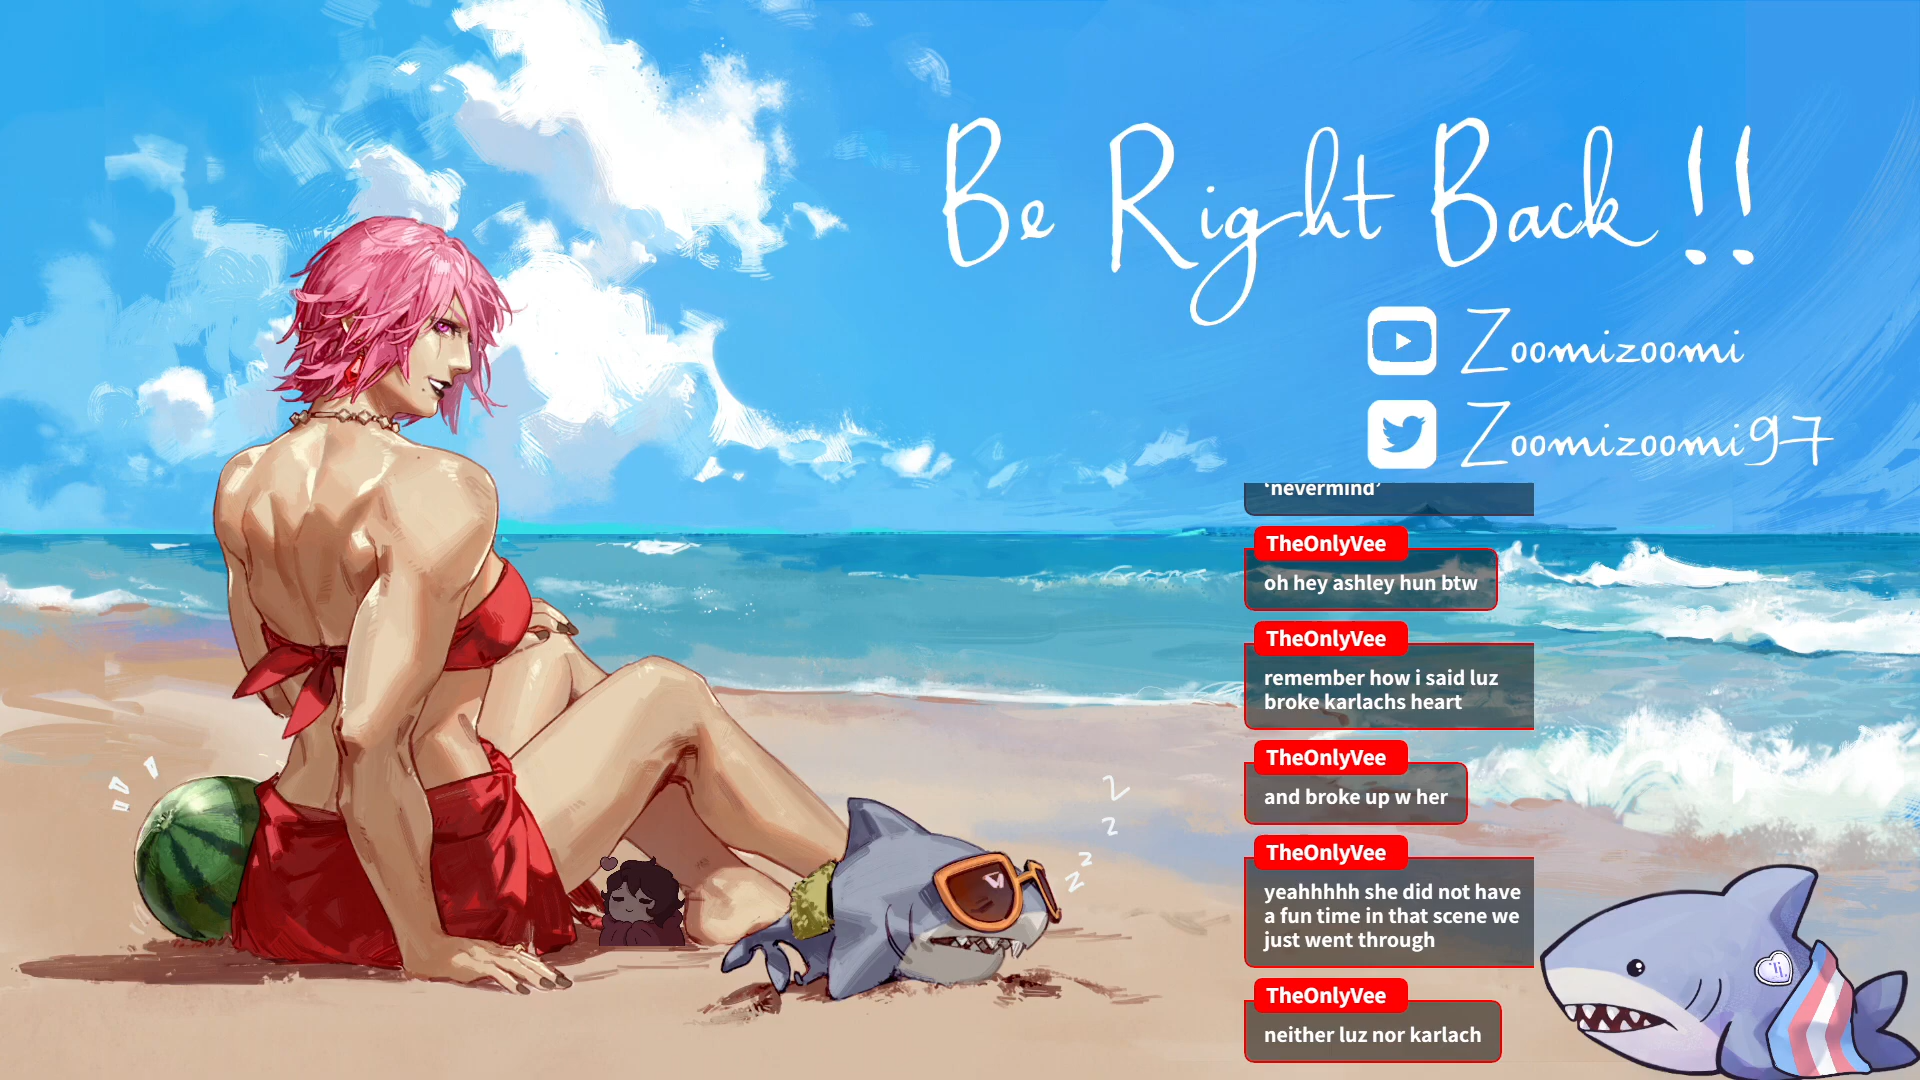 Be Right Back!!
Zoomizoomi
Zoomizoomi97
‘nevermind’
TheOnlyVee
oh hey ashley hun btw
TheOnlyVee
remember how i said luz
broke karlachs heart
TheOnlyVee
and broke up w her
TheOnlyVee
yeahhhhh she did not have
a fun time in that scene we
just went through
TheOnlyVee
neither luz nor karlach
z
z
z
z